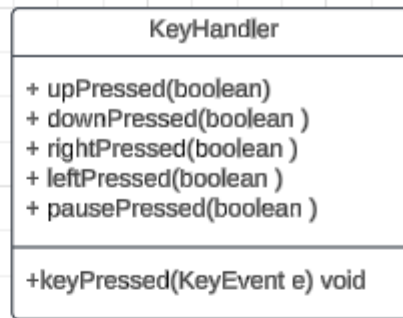 KeyHandler
+ upPressed(boolean)
+ downPressed(boolean )
+ rightPressed(boolean )
+ leftPressed(boolean )
+ pausePressed(boolean )
+keyPressed(KeyEvent e) void